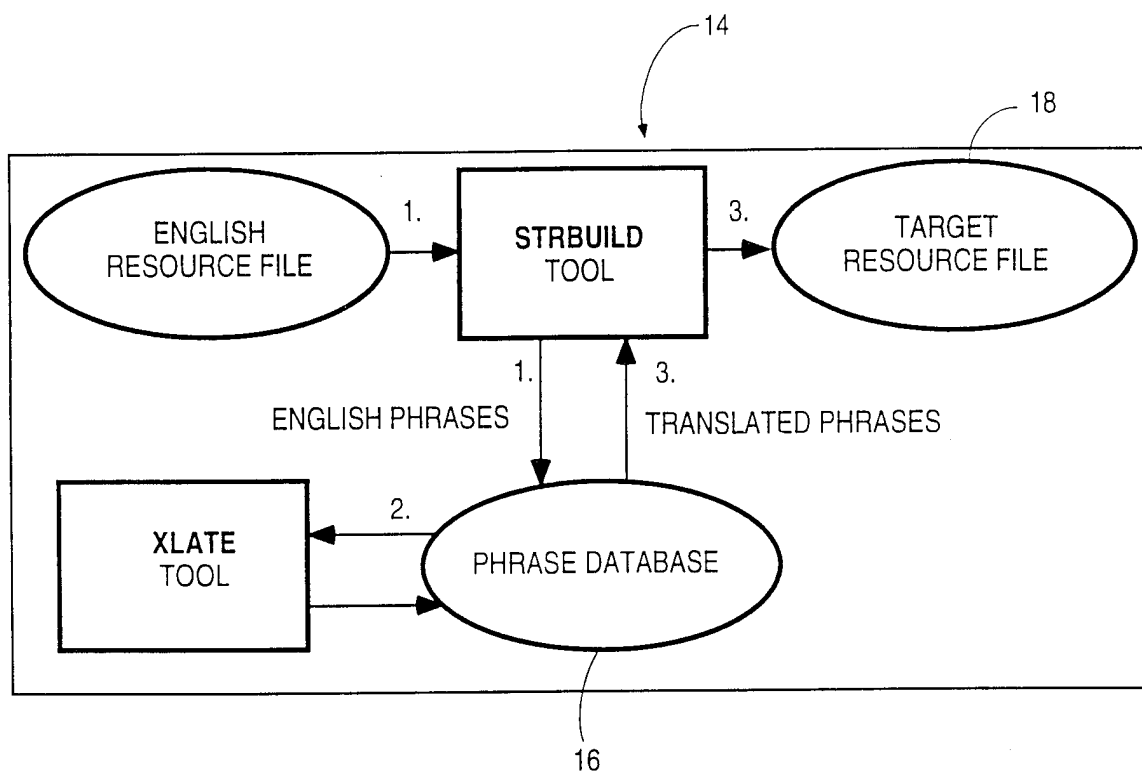 14
18
ENGLISH
RESOURCE FILE
1.
STRBUILD
TOOL
3.
TARGET
RESOURCE FILE
1.
3.
ENGLISH PHRASES
TRANSLATED PHRASES
XLATE
TOOL
2.
PHRASE DATABASE
16